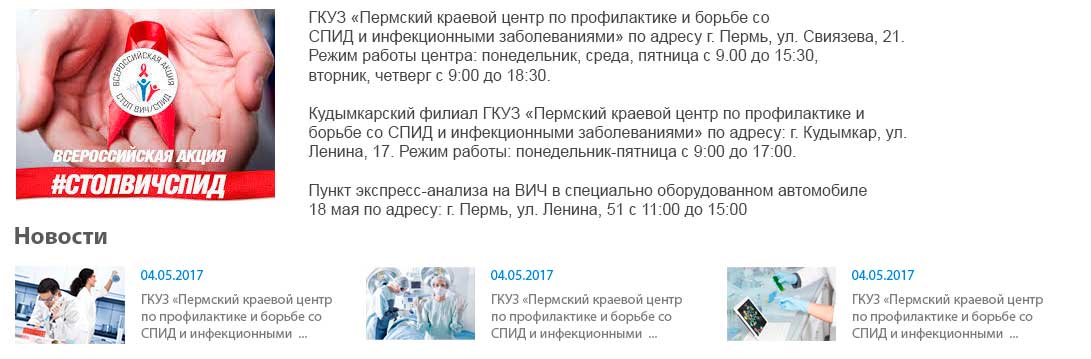 ГКУЗ «Пермский краевой центр по профилактике и борьбе со
СПИД и инфекционными заболеваниями» по адресу г. Пермь, ул. Свиязева, 21.
Режим работы центра: понедельник, среда, пятница с 9.00 до 15:30,
вторник, четверг с 9:00 до 18:30.
Кудымкарский филиал ГКУЗ «Пермский краевой центр по профилактике и
борьбе со СПИД и инфекционными заболеваниями» по адресу: г. Кудымкар, ул.
Ленина, 17. Режим работы: понедельник-пятница с 9:00 до 17:00.
Пункт экспресс-анализа на ВИЧ в специально оборудованном автомобиле
18 мая по адресу: г. Пермь, ул. Ленина, 51 с 11:00 до 15:00
ВСЕРОССИЙСКАЯ АКЦИЯ
СТОП ВИЧ/СПИД
ВСЕРОССИЙСКАЯ АКЦИЯ
#СТОПВИЧСПИД
Новости
04.05.2017
ГКУЗ «Пермский краевой центр
по профилактике и борьбе со
СПИД и инфекционными ...
04.05.2017
ГКУЗ «Пермский краевой центр
по профилактике и борьбе со
СПИД и инфекционными ...
04.05.2017
ГКУЗ «Пермский краевой центр
по профилактике и борьбе со
СПИД и инфекционными ...